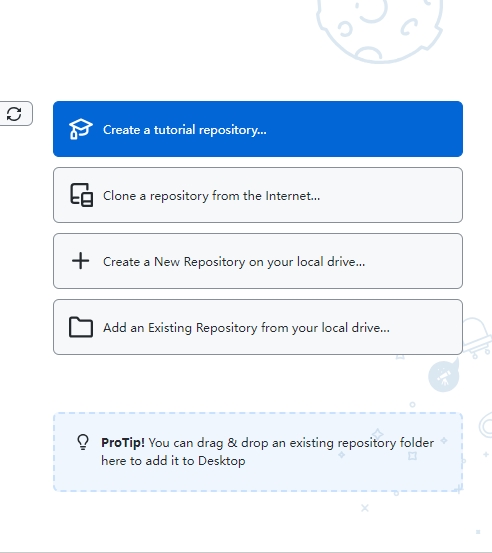 Create a tutorial repository...
Clone a repository from the Internet...
Create a New Repository on your local drive...
Add an Existing Repository from your local drive...
ProTip! You can drag & drop an existing repository folder
here to add it to Desktop